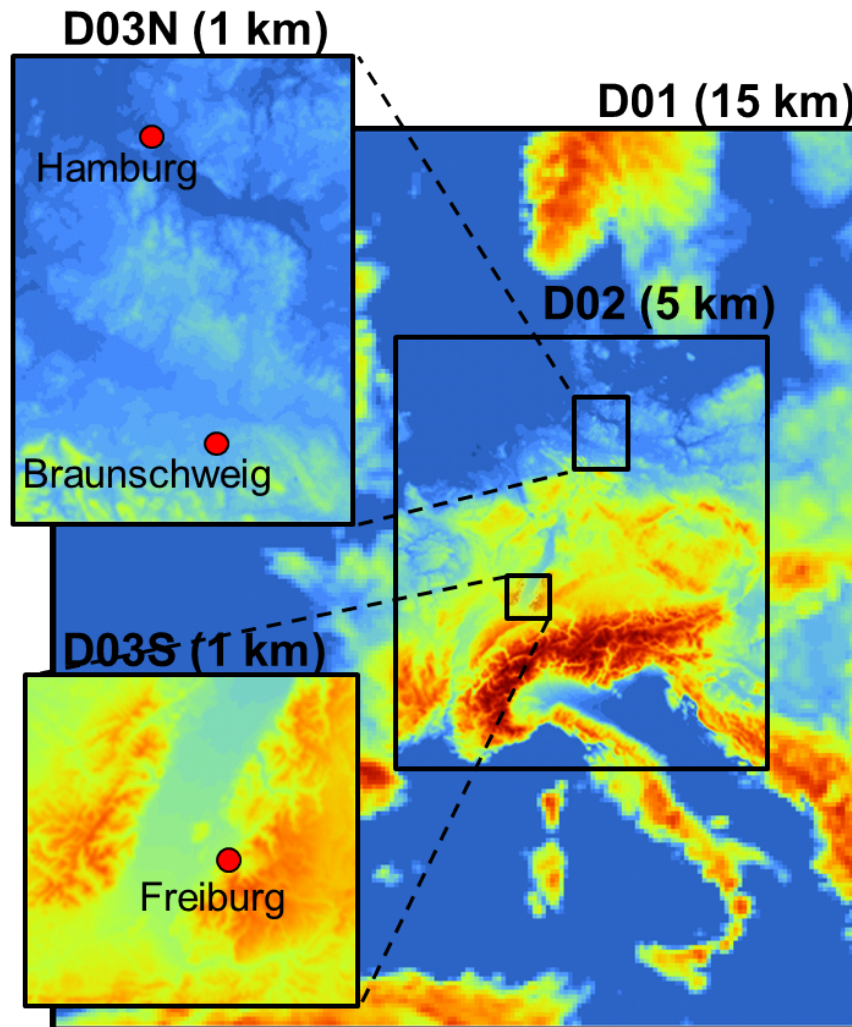 D03N (1 km)
D01 (15 km)
Hamburg
D02 (5 km)
Braunschweig
D03S (1 km)
Freiburg